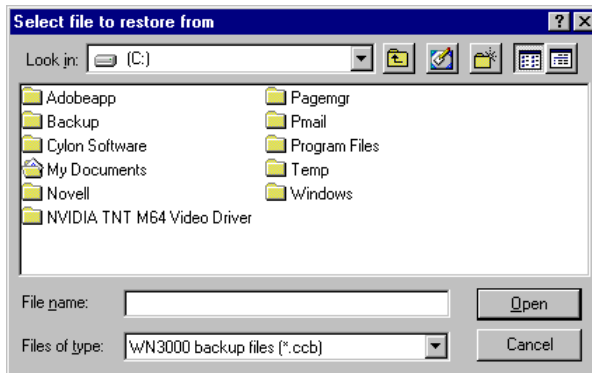 Select file to restore from
Look in: (C:)
Adobeapp
Backup
Cylon Software
My Documents
Novell
NVIDIA TNT M64 Video Driver
Pagemgr
Pmail
Program Files
Temp
Windows
File name:
Open
Files of type: WN3000 backup files (*.ccb)
Cancel